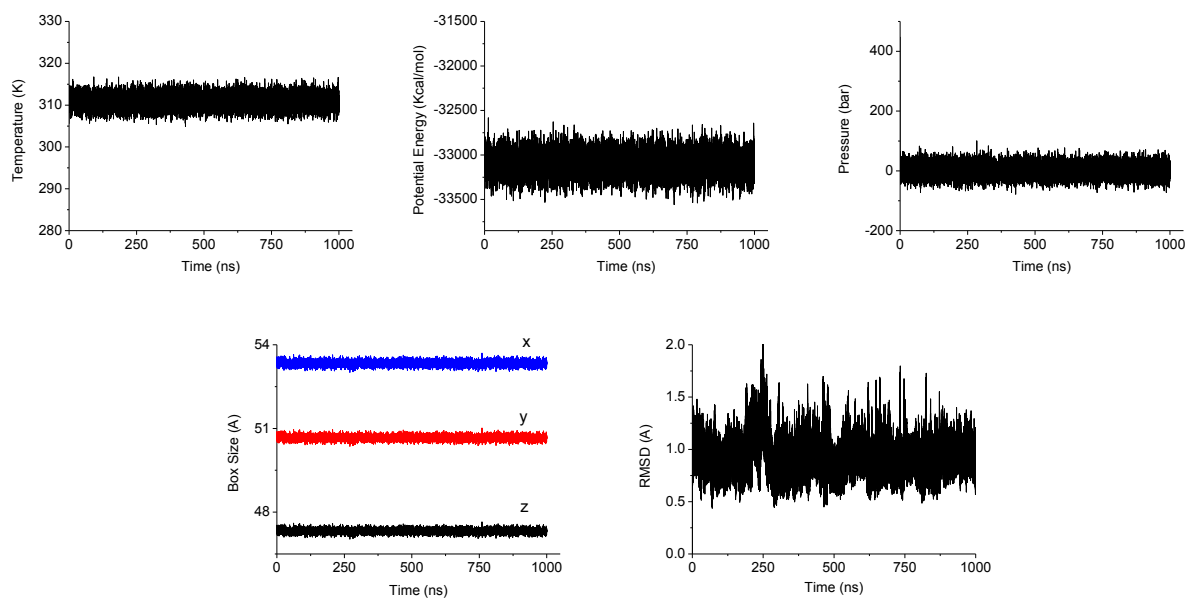 330
320
310
300
290
280
Temperature (K)
0 250 500 750 1000
Time (ns)
-31500
-32000
-32500
-33000
-33500
Potential Energy (Kcal/mol)
0 250 500 750 1000
Time (ns)
400
200
0
-200
Pressure (bar)
0 250 500 750 1000
Time (ns)
54
51
48
Box Size (A)
x
y
z
0 250 500 750 1000
Time (ns)
2.0
1.5
1.0
0.5
0.0
RMSD (A)
0 250 500 750 1000
Time (ns)